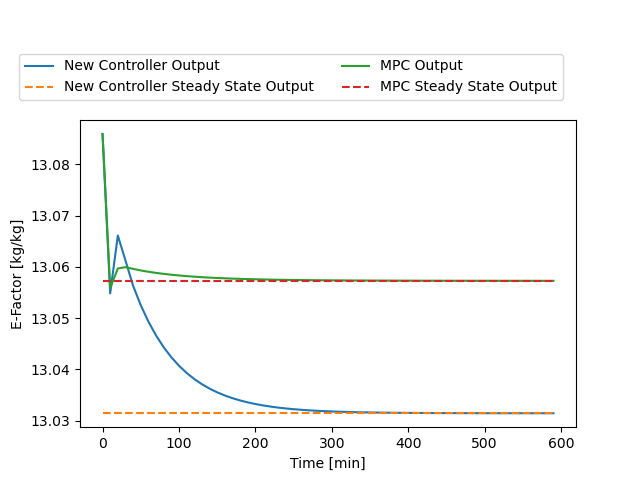 New Controller Output
New Controller Steady State Output
MPC Output
MPC Steady State Output
13.08
13.07
13.06
13.05
13.04
13.03
E-Factor [kg/kg]
0 100 200 300 400 500 600
Time [min]